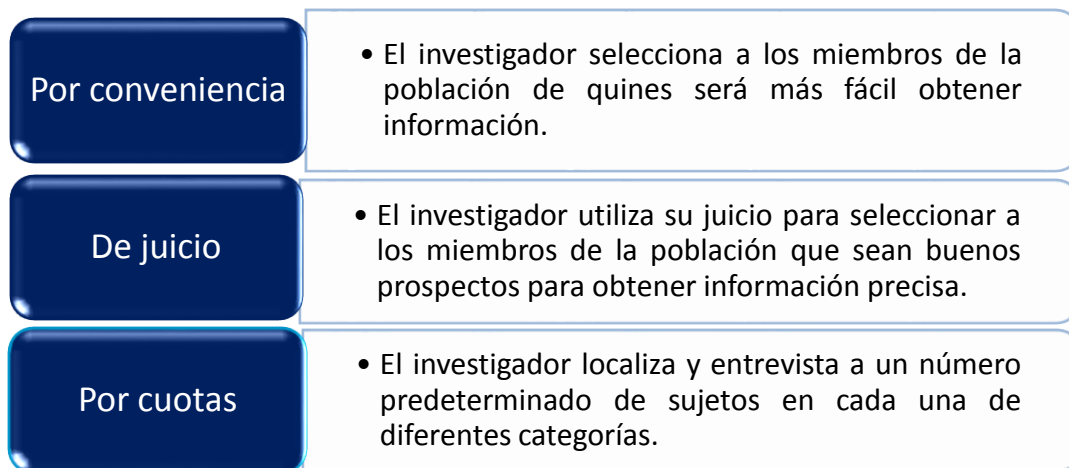 Por conveniencia
• El investigador selecciona a los miembros de la
población de quines será más fácil obtener
información.
De juicio
• El investigador utiliza su juicio para seleccionar a
los miembros de la población que sean buenos
prospectos para obtener información precisa.
Por cuotas
• El investigador localiza y entrevista a un número
predeterminado de sujetos en cada una de
diferentes categorías.